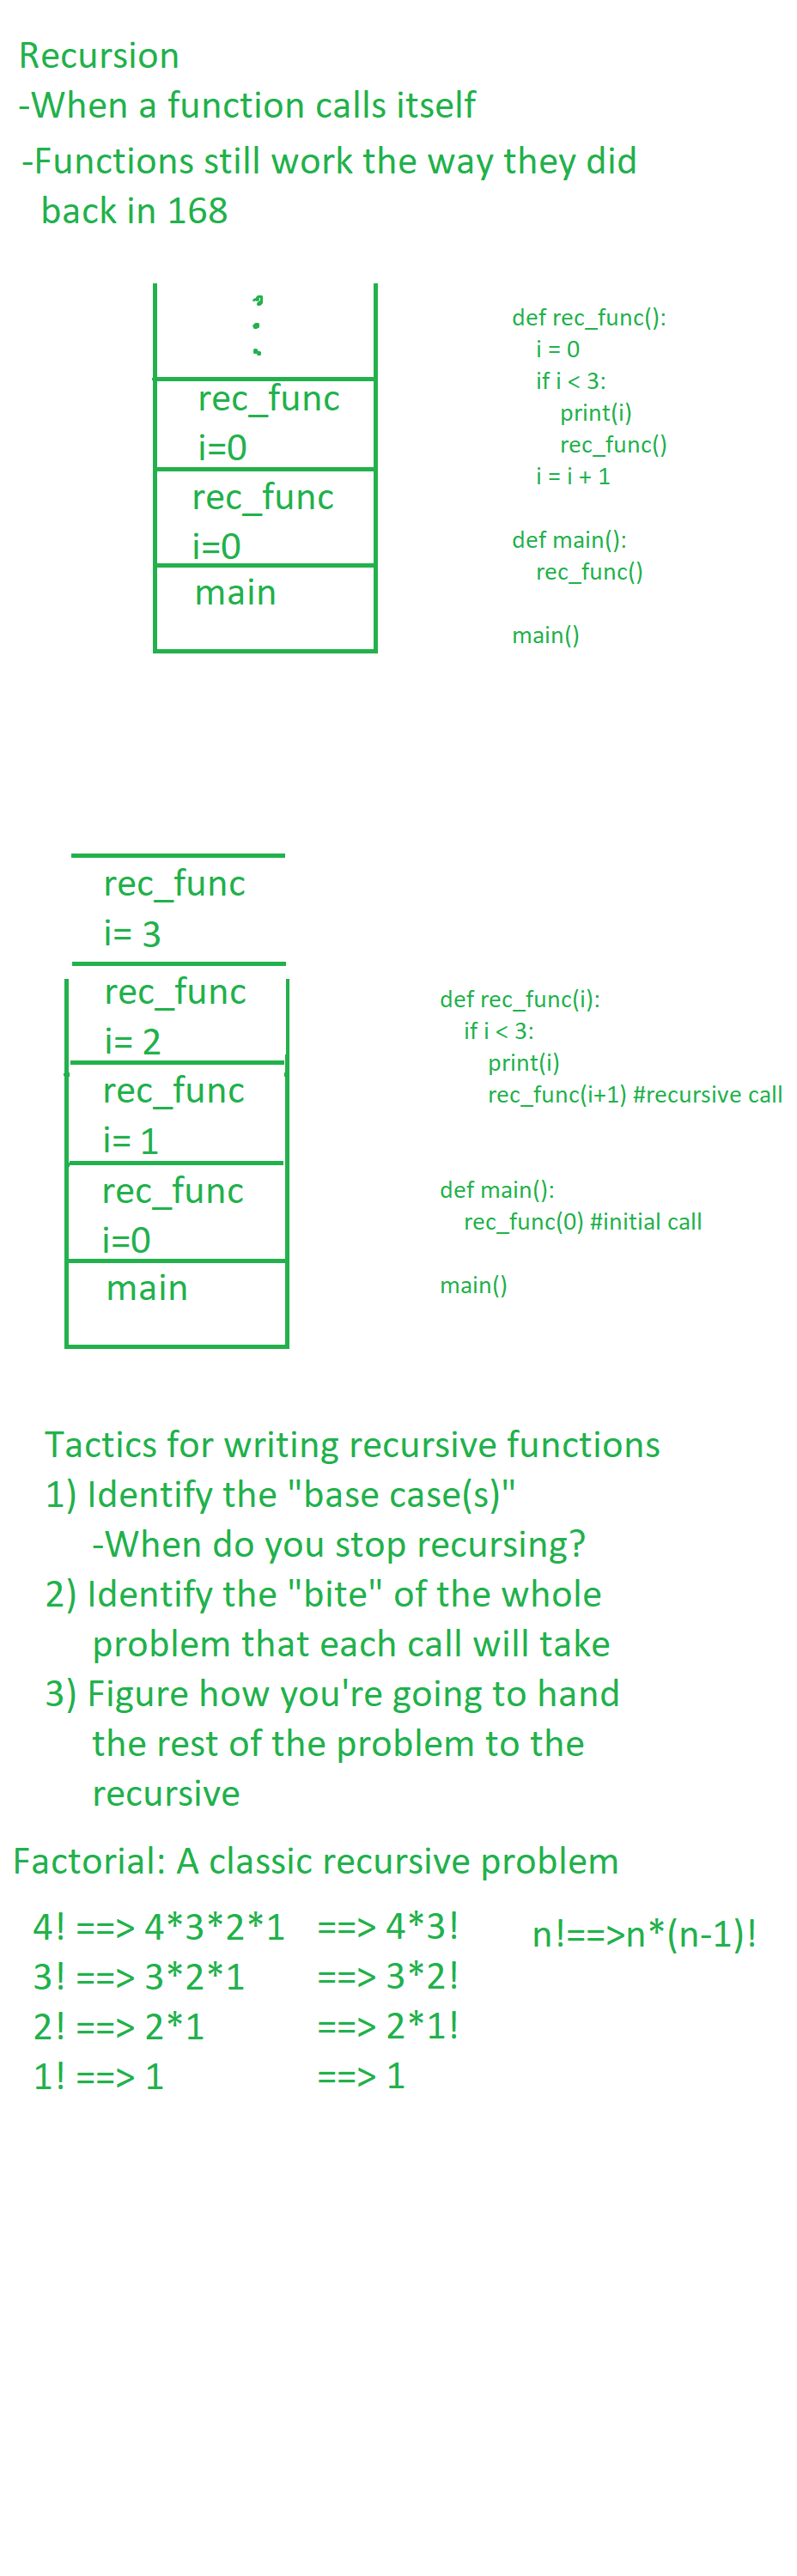 Recursion
-When a function calls itself
-Functions still work the way they did
back in 168
rec_func
i=0
rec_func
i=0
main
def rec_func():
i = 0
if i < 3:
print(i)
rec_func()
i = i + 1
def main():
rec_func()
main()
rec_func
i= 3
rec_func
i= 2
rec_func
i= 1
rec_func
i=0
main
def rec_func(i):
if i < 3:
print(i)
rec_func(i+1) #recursive call
def main():
rec_func(0) #initial call
main()
Tactics for writing recursive functions
1) Identify the "base case(s)"
-When do you stop recursing?
2) Identify the "bite" of the whole
problem that each call will take
3) Figure how you're going to hand
the rest of the problem to the
recursive
Factorial: A classic recursive problem
4! ==> 4*3*2*1 ==> 4*3! n!==>n*(n-1)!
3! ==> 3*2*1 ==> 3*2!
2! ==> 2*1 ==> 2*1!
1! ==> 1 ==> 1